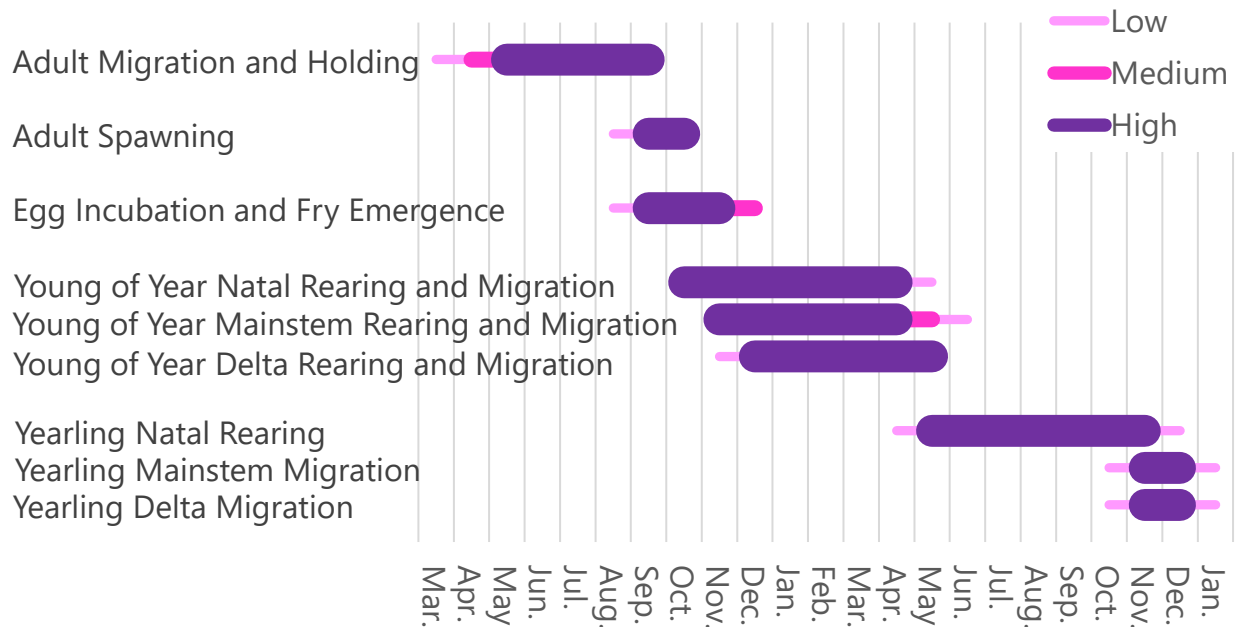 Low
Adult Migration and Holding
Medium
High
Adult Spawning
Egg Incubation and Fry Emergence
Young of Year Natal Rearing and Migration
Young of Year Mainstem Rearing and Migration
Young of Year Delta Rearing and Migration
Yearling Natal Rearing
Yearling Mainstem Migration
Yearling Delta Migration
Mar.
Apr.
May
Jun.
Jul.
Aug.
Sep.
Oct.
Nov.
Dec.
Jan.
Feb.
Mar.
Apr.
May
Jun.
Jul.
Aug.
Sep.
Oct.
Nov.
Dec.
Jan.